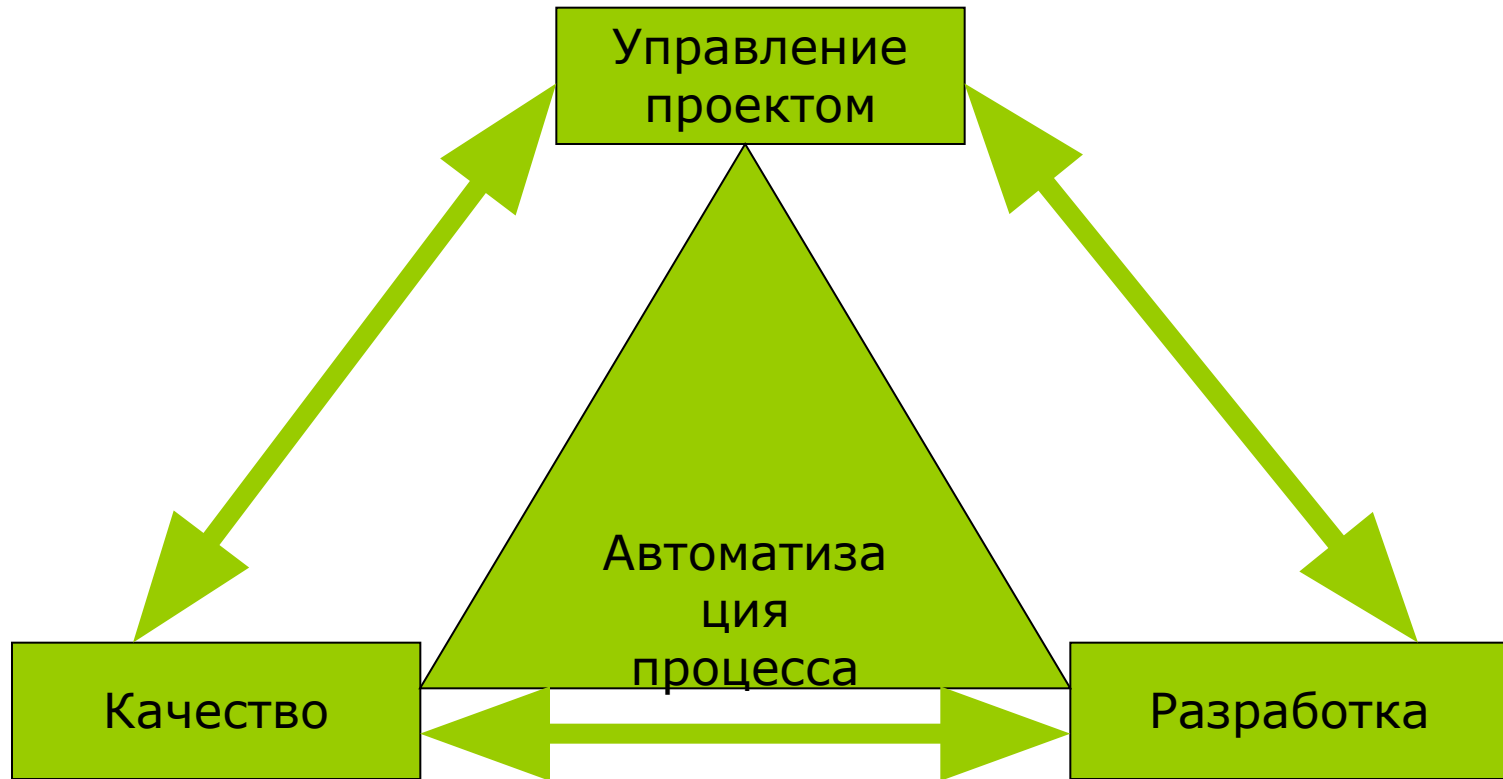 Управление
проектом
Автоматиза
ция
процесса
Качество
Разработка